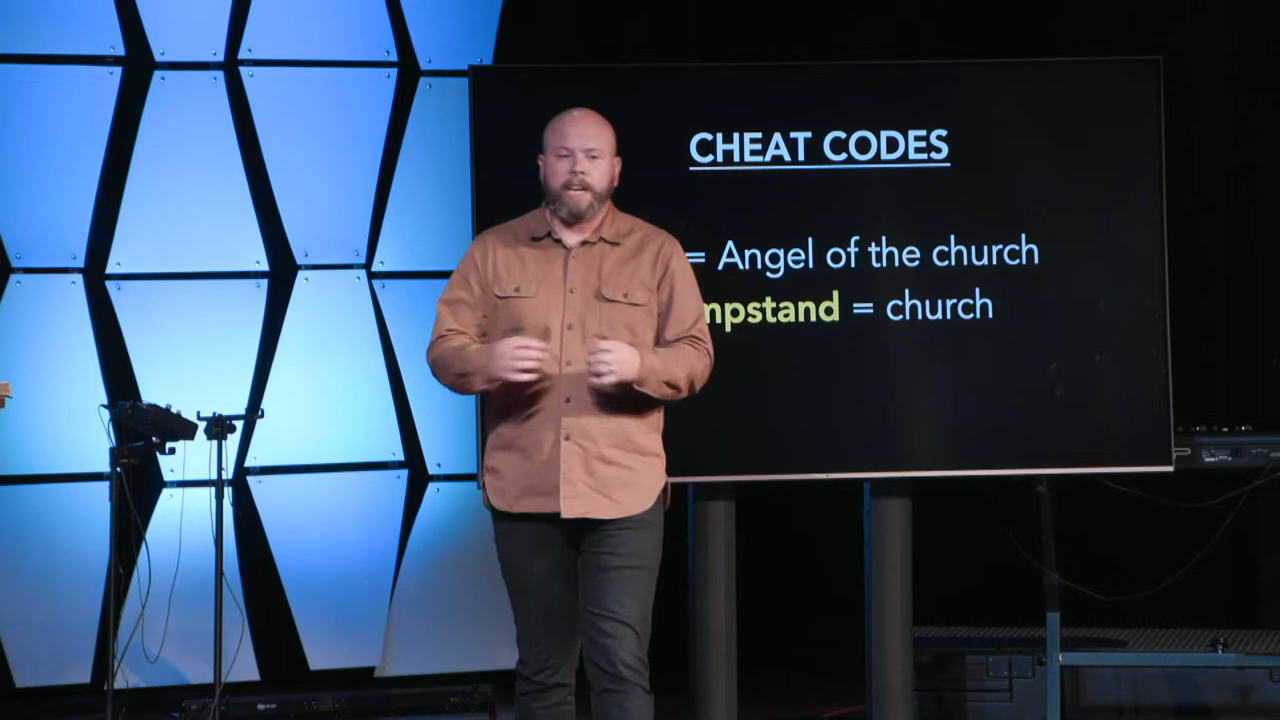 CHEAT CODES
= Angel of the church
mpstand = church